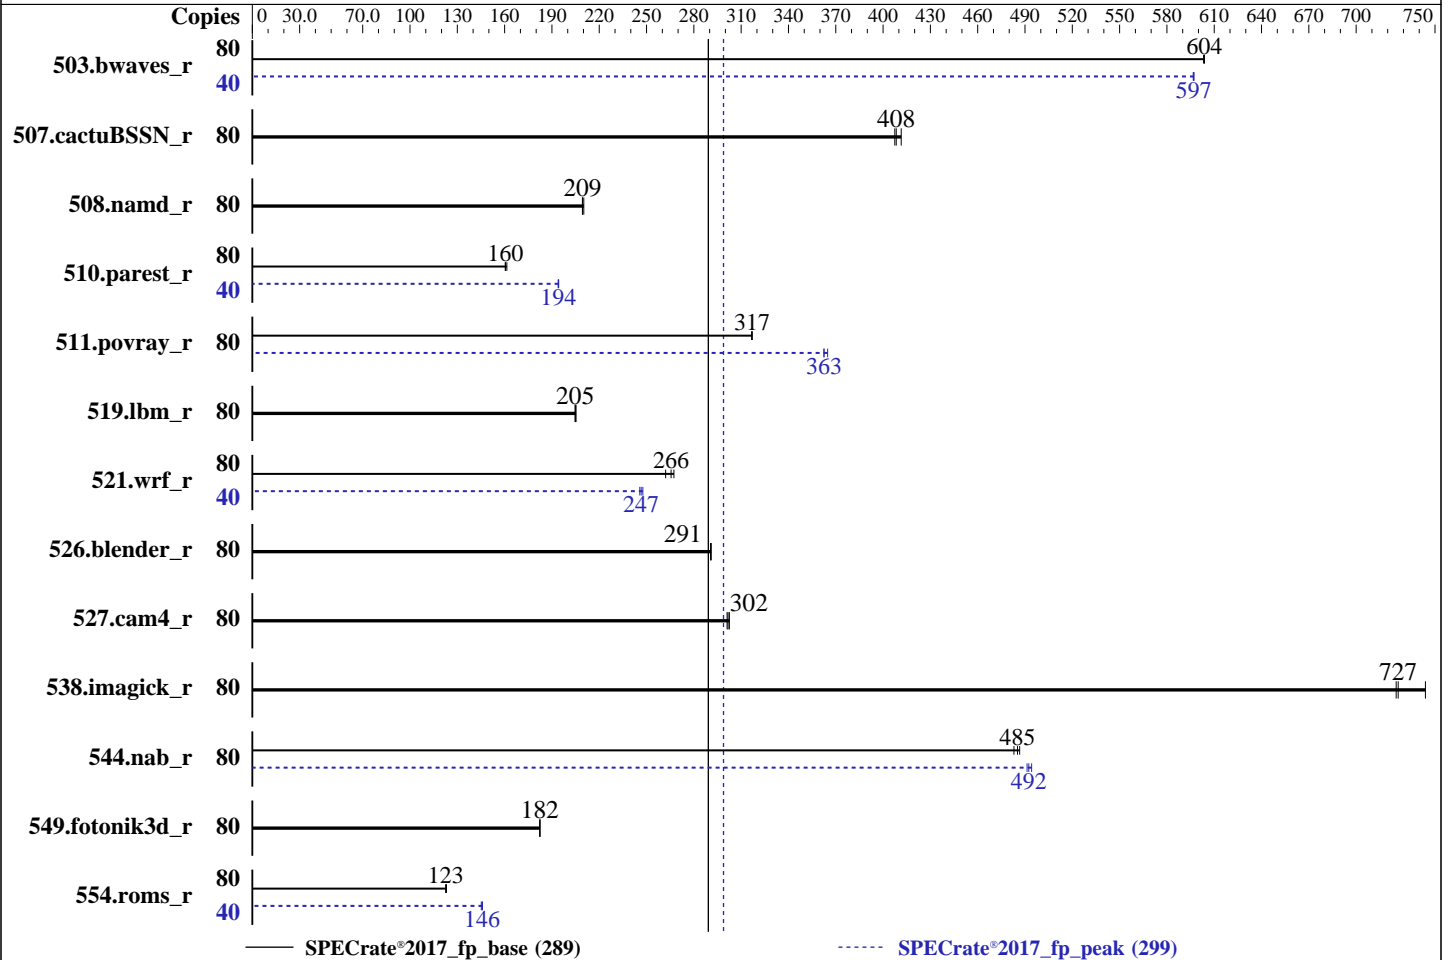 Copies 0 30.0 70.0 100 130 160 190 220 250 280 310 340 370 400 430 460 490 520 550 580 610 640 670 700 750
503.bwaves_r 80 604
40 597
507.cactuBSSN_r 80 408
508.namd_r 80 209
510.parest_r 80 160
40 194
511.povray_r 80 317
363
519.lbm_r 80 205
521.wrf_r 80 266
40 247
526.blender_r 80 291
527.cam4_r 80 302
538.imagick_r 80 727
544.nab_r 80 485
492
549.fotonik3d_r 80 182
554.roms_r 80 123
40 146
SPECrate®2017_fp_base (289) SPECrate®2017_fp_peak (299)